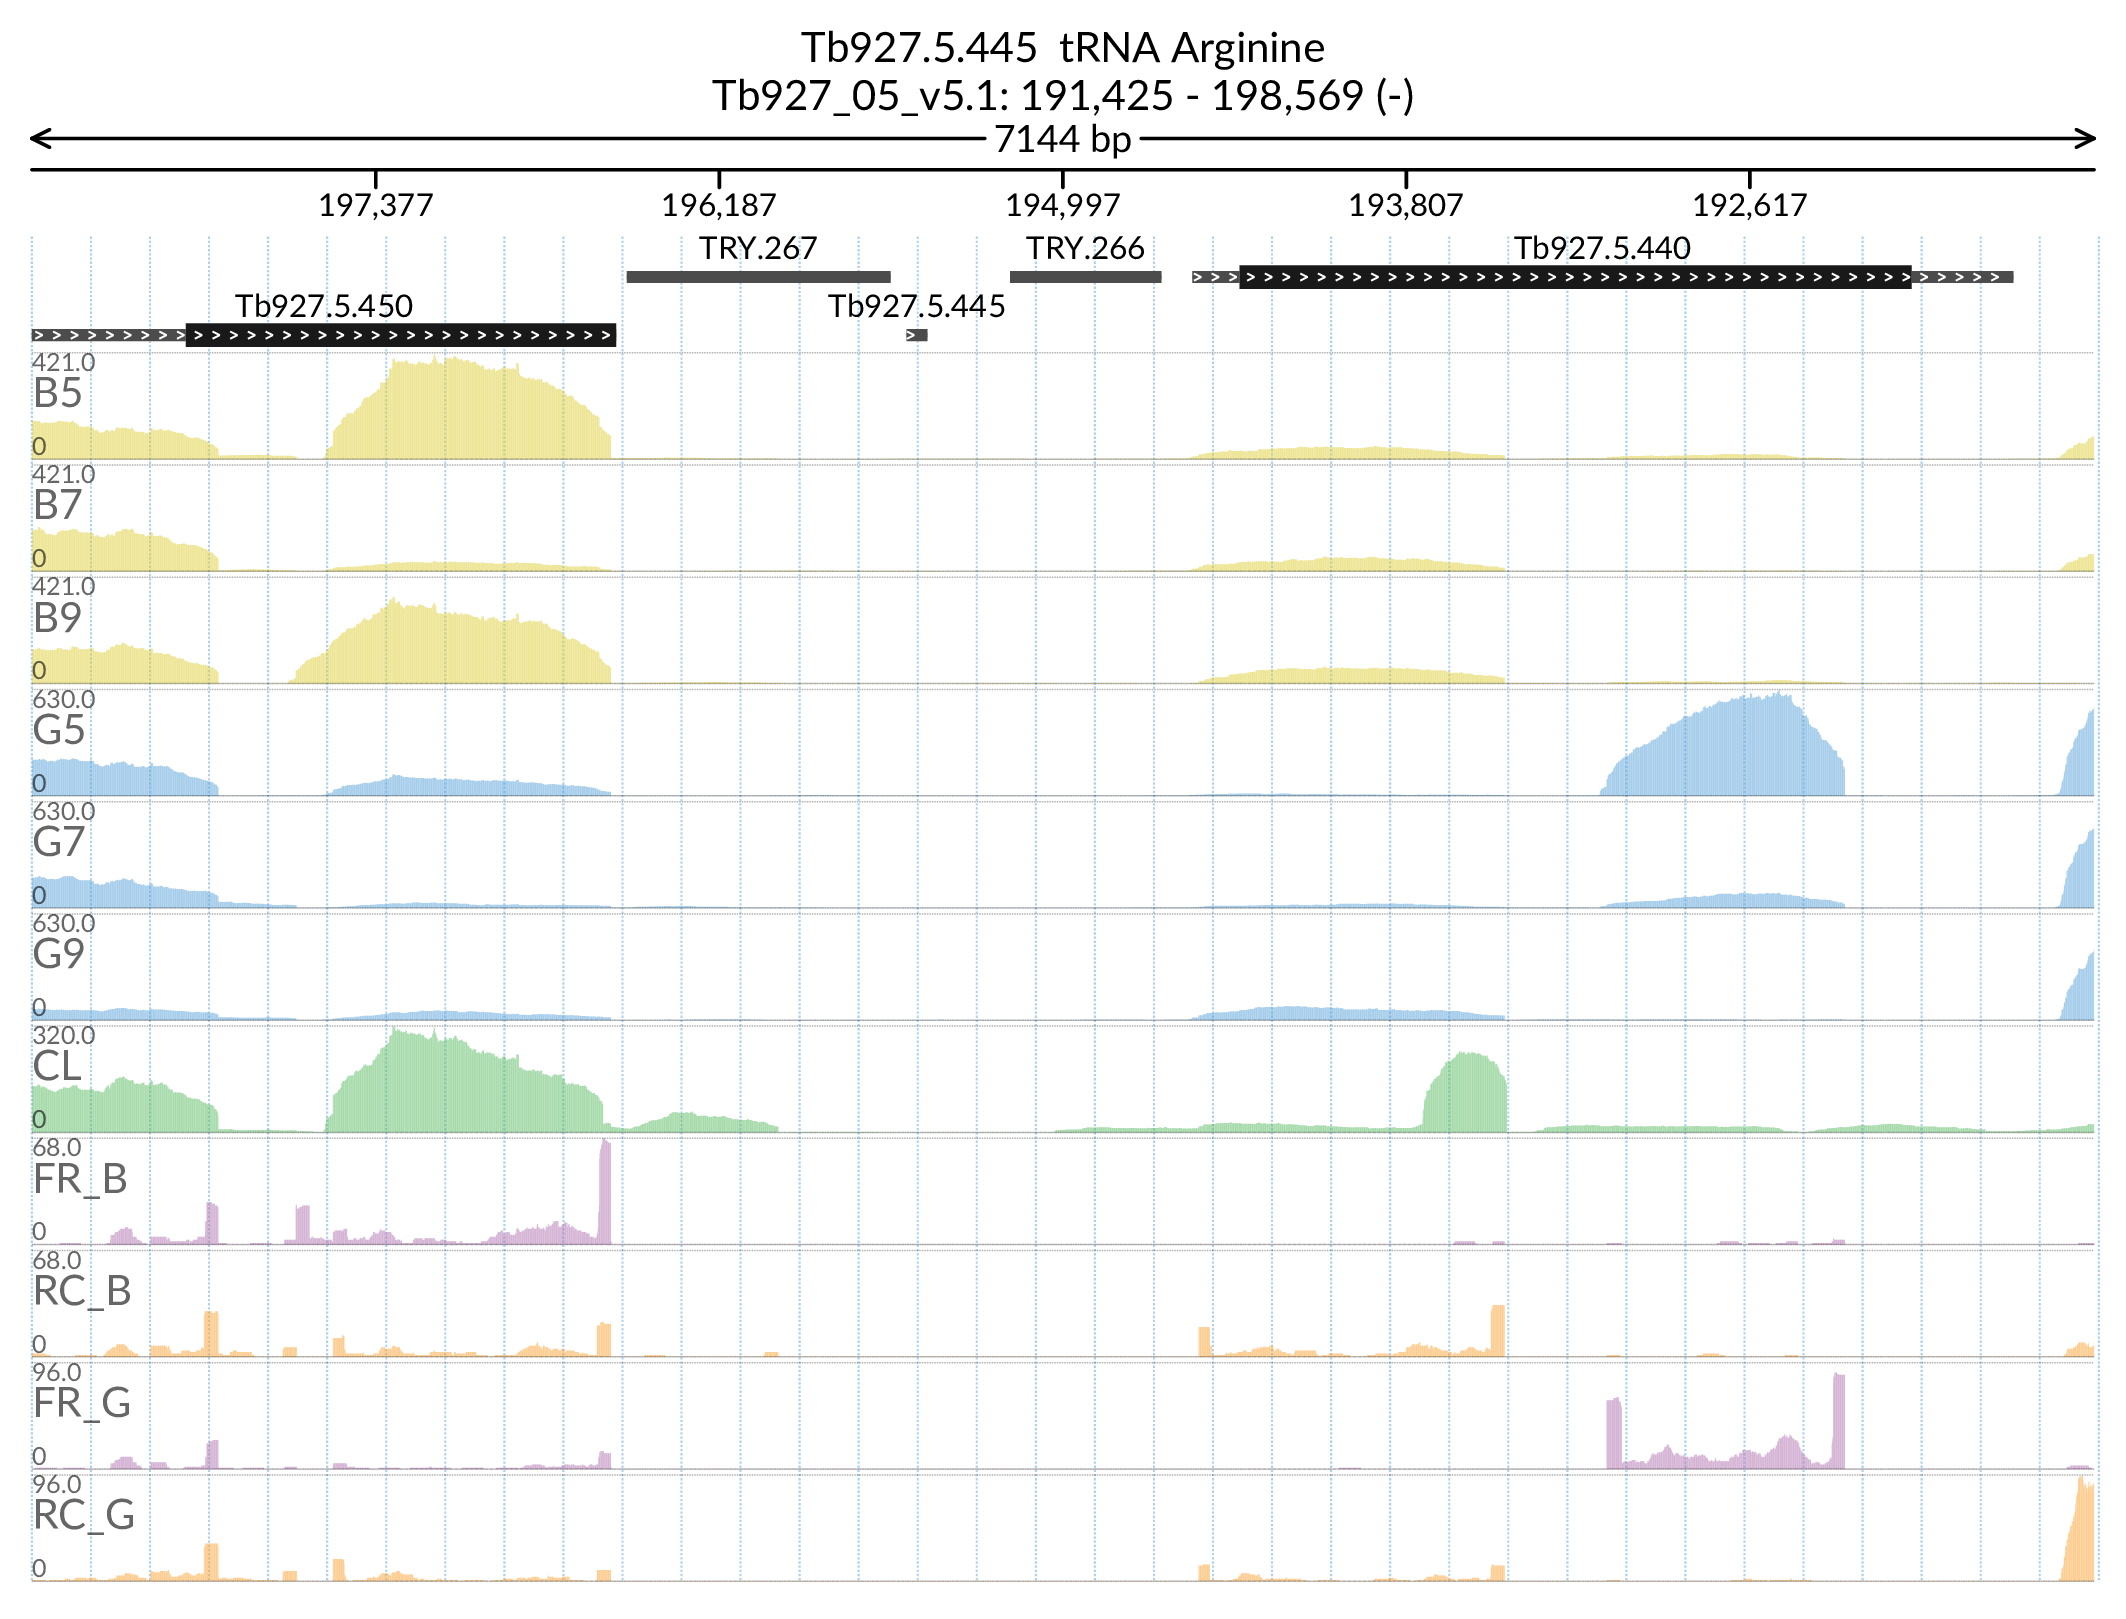 Tb927.5.445  tRNA Arginine
Tb927_05_v5.1: 191,425 - 198,569 (-)
7144 bp
197,377 196,187 194,997 193,807 192,617
TRY.267 TRY.266 Tb927.5.440
Tb927.5.450 Tb927.5.445
421.0
B5
0
421.0
B7
0
421.0
B9
0
630.0
G5
0
630.0
G7
0
630.0
G9
0
320.0
CL
0
68.0
FR_B
0
68.0
RC_B
0
96.0
FR_G
0
96.0
RC_G
0